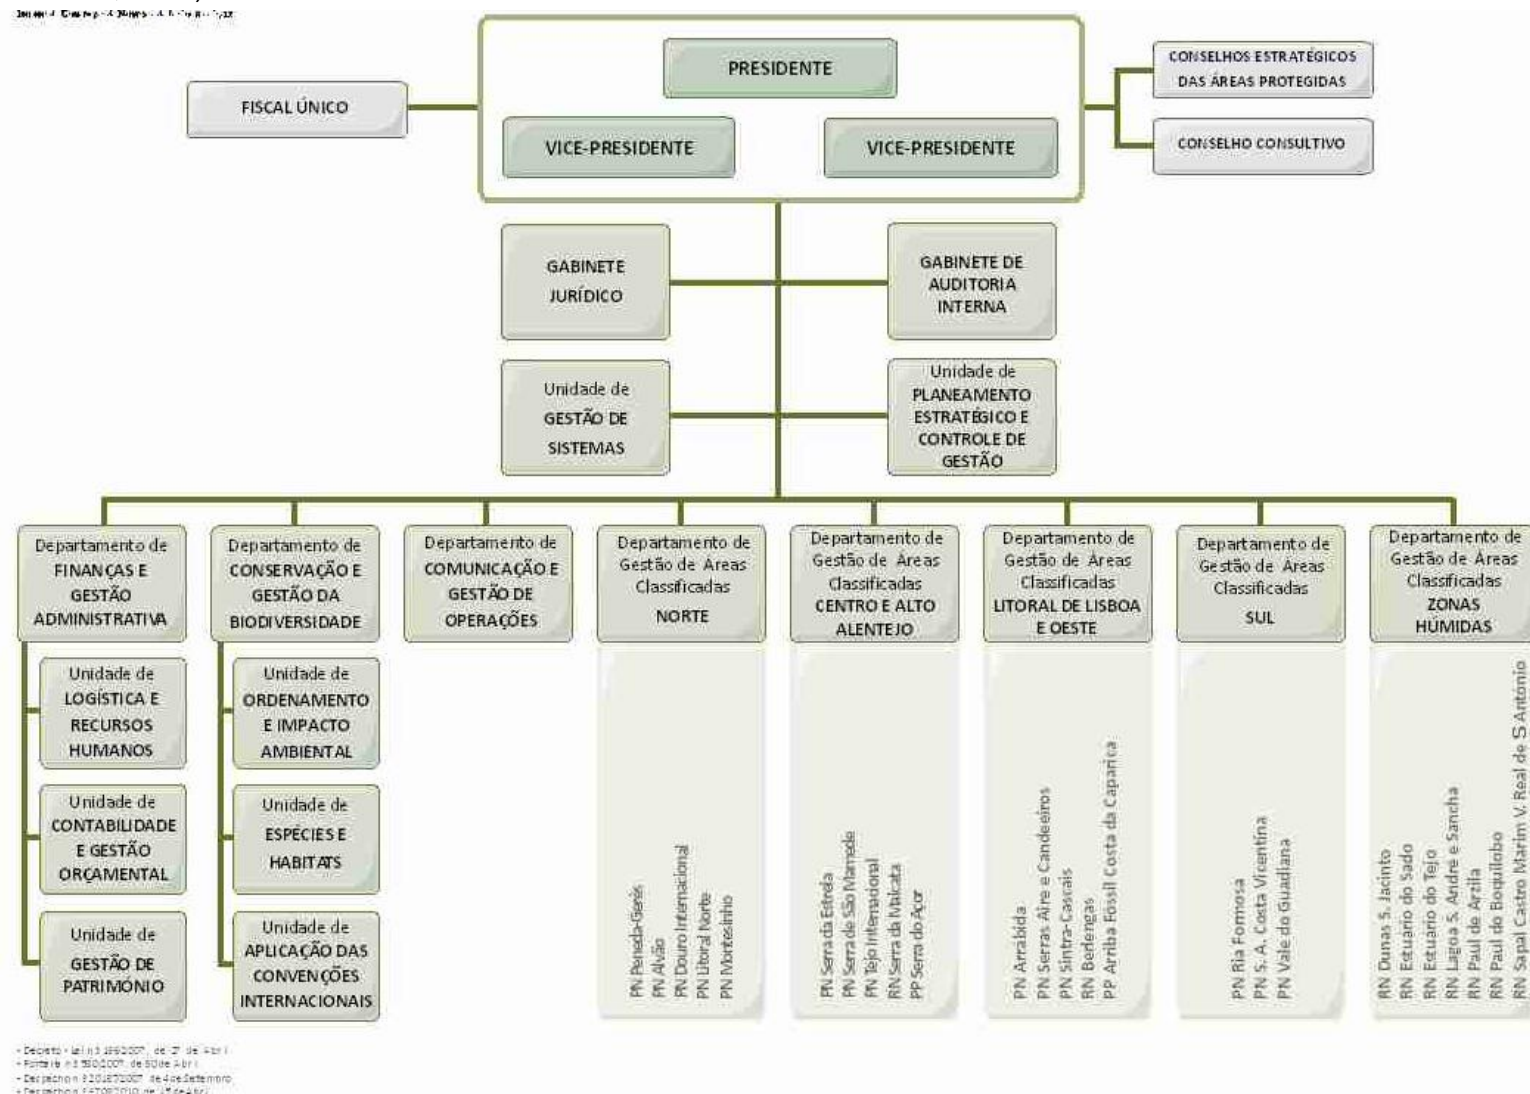 PRESIDENTE
VICE-PRESIDENTE
VICE-PRESIDENTE
FISCAL ÚNICO
CONSELHOS ESTRATÉGICOS
DAS ÁREAS PROTEGIDAS
CONSELHO CONSULTIVO
GABINETE
JURÍDICO
GABINETE DE
AUDITORIA
INTERNA
Unidade de
GESTÃO DE
SISTEMAS
Unidade de
PLANEAMENTO
ESTRATÉGICO E
CONTROLE DE
GESTÃO
Departamento de
FINANÇAS E
GESTÃO
ADMINISTRATIVA
Unidade de
LOGÍSTICA E
RECURSOS
HUMANOS
Unidade de
CONTABILIDADE
E GESTÃO
ORÇAMENTAL
Unidade de
GESTÃO DE
PATRIMÓNIO
Departamento de
CONSERVAÇÃO E
GESTÃO DA
BIODIVERSIDADE
Unidade de
ORDENAMENTO
E IMPACTO
AMBIENTAL
Unidade de
ESPÉCIES E
HABITATS
Unidade de
APLICAÇÃO DAS
CONVENÇÕES
INTERNACIONAIS
Departamento de
COMUNICAÇÃO E
GESTÃO DE
OPERAÇÕES
Departamento de
Gestão de Áreas
Classificadas
NORTE
PN Peneda-Gerês
PN Alvão
PN Douro Internacional
PN Litoral Norte
PN Montesinho
Departamento de
Gestão de Áreas
Classificadas
CENTRO E ALTO
ALENTEJO
PN Serra da Estrela
PN Serra de São Mamede
PN Tejo Internacional
RN Serra da Malcata
PP Serra do Açor
Departamento de
Gestão de Áreas
Classificadas
LITORAL DE LISBOA
E OESTE
PN Arrábida
PN Serras Aire e Candeeiros
PN Sintra-Cascais
RN Berlengas
PP Arriba Fóssil Costa da Caparica
Departamento de
Gestão de Áreas
Classificadas
SUL
PN Ria Formosa
PN S. A. Costa Vicentina
PN Vale do Guadiana
Departamento de
Gestão de Áreas
Classificadas
ZONAS
HÚMIDAS
RN Dunas S. Jacinto
RN Estuário do Sado
RN Estuário do Tejo
RN Lagoa S. André e Sancha
RN Paul de Arzila
RN Paul do Boquilobo
RN Sapal Castro Marim V. Real de S António